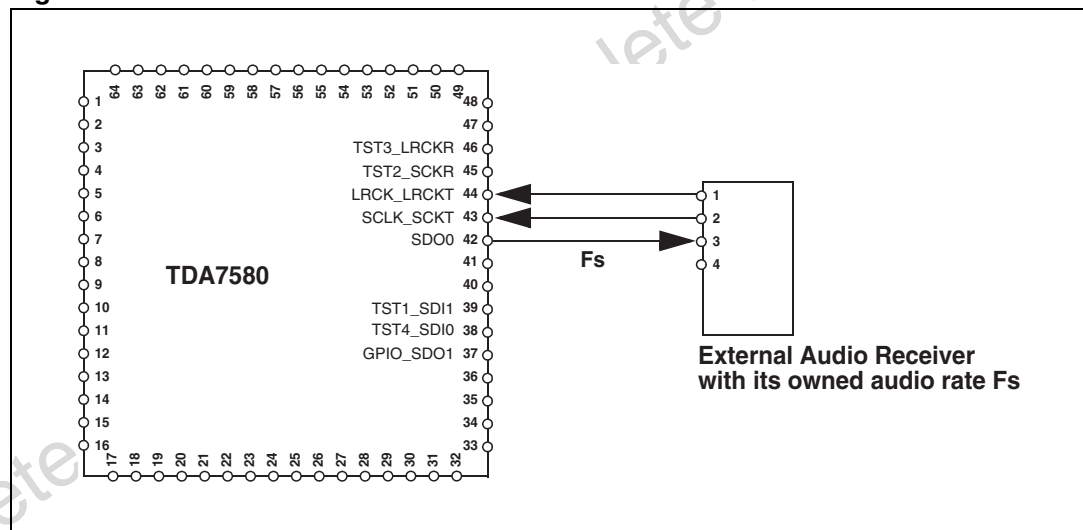 64 63 62 61 60 59 58 57 56 55 54 53 52 51 50 49
1 48
2 47
3 TST3_LRCKR 46
4 TST2_SCKR 45
5 LRCK_LRCKT 44 1
6 SCLK_SCKT 43 2
7 SDO0 42 3
Fs
8 41 4
TDA7580
9 40
10 TST1_SDI1 39
11 TST4_SDI0 38
12 GPIO_SDO1 37
External Audio Receiver
with its owned audio rate Fs
13 36
14 35
15 34
16 33
17 18 19 20 21 22 23 24 25 26 27 28 29 30 31 32